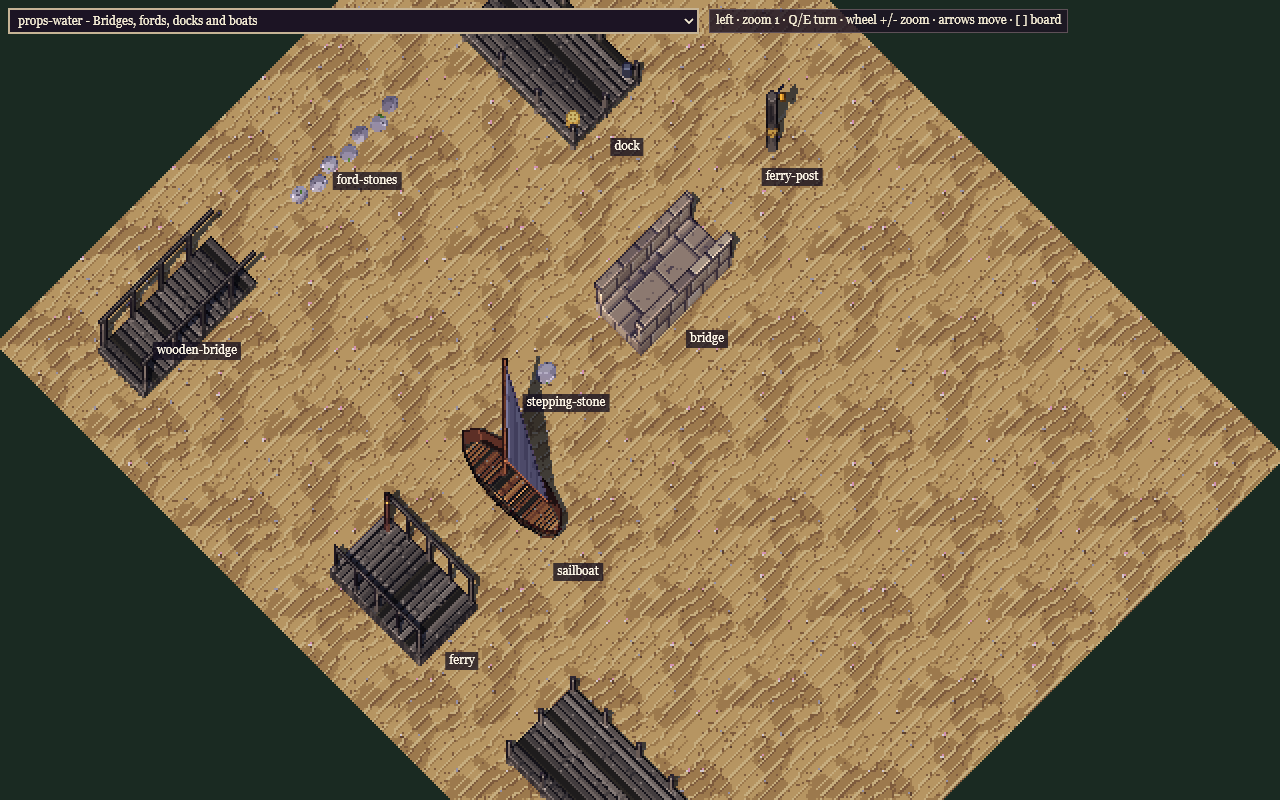 props-water - Bridges, fords, docks and boats
left · zoom 1 · Q/E turn · wheel +/- zoom · arrows move · [ ] board
dock
ferry-post
ford-stones
bridge
wooden-bridge
stepping-stone
sailboat
ferry